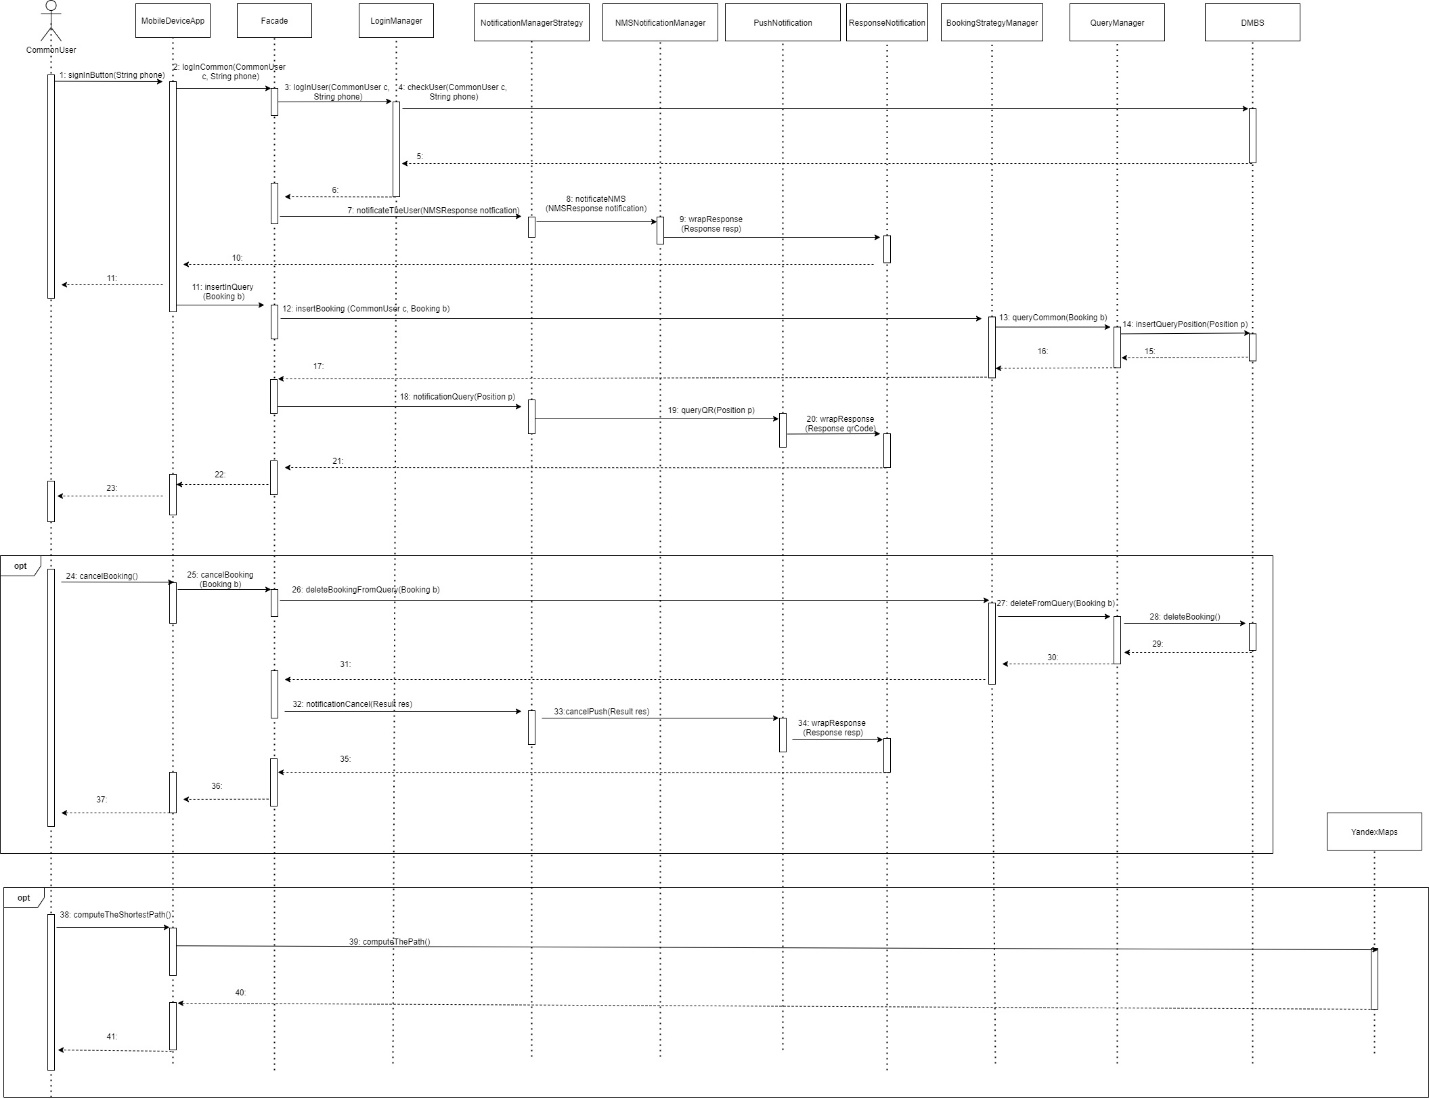 CommonUser
MobileDeviceApp
Facade
LoginManager
NotificationManagerStrategy
NMSNotificationManager
PushNotification
ResponseNotification
BookingStrategyManager
QueryManager
DMBS
1: signInButton(String phone)
2: logInCommon(CommonUser
c, String phone)
3: logInUser(CommonUser c,
String phone)
4: checkUser(CommonUser c,
String phone)
5:
6:
7: notificateTheUser(NMSResponse notfication)
8: notificateNMS
(NMSResponse notification)
9: wrapResponse
(Response resp)
10:
11:
11: insertInQuery
(Booking b)
12: insertBooking (CommonUser c, Booking b)
13: queryCommon(Booking b)
14: insertQueryPosition(Position p)
15:
16:
17:
18: notificationQuery(Position p)
19: queryQR(Position p)
20: wrapResponse
(Response qrCode)
21:
22:
23:
opt
24: cancelBooking()
25: cancelBooking
(Booking b)
26: deleteBookingFromQuery(Booking b)
27: deleteFromQuery(Booking b)
28: deleteBooking()
29:
30:
31:
32: notificationCancel(Result res)
33:cancelPush(Result res)
34: wrapResponse
(Response resp)
35:
36:
37:
YandexMaps
opt
38: computeTheShortestPath()
39: computeThePath()
40:
41: